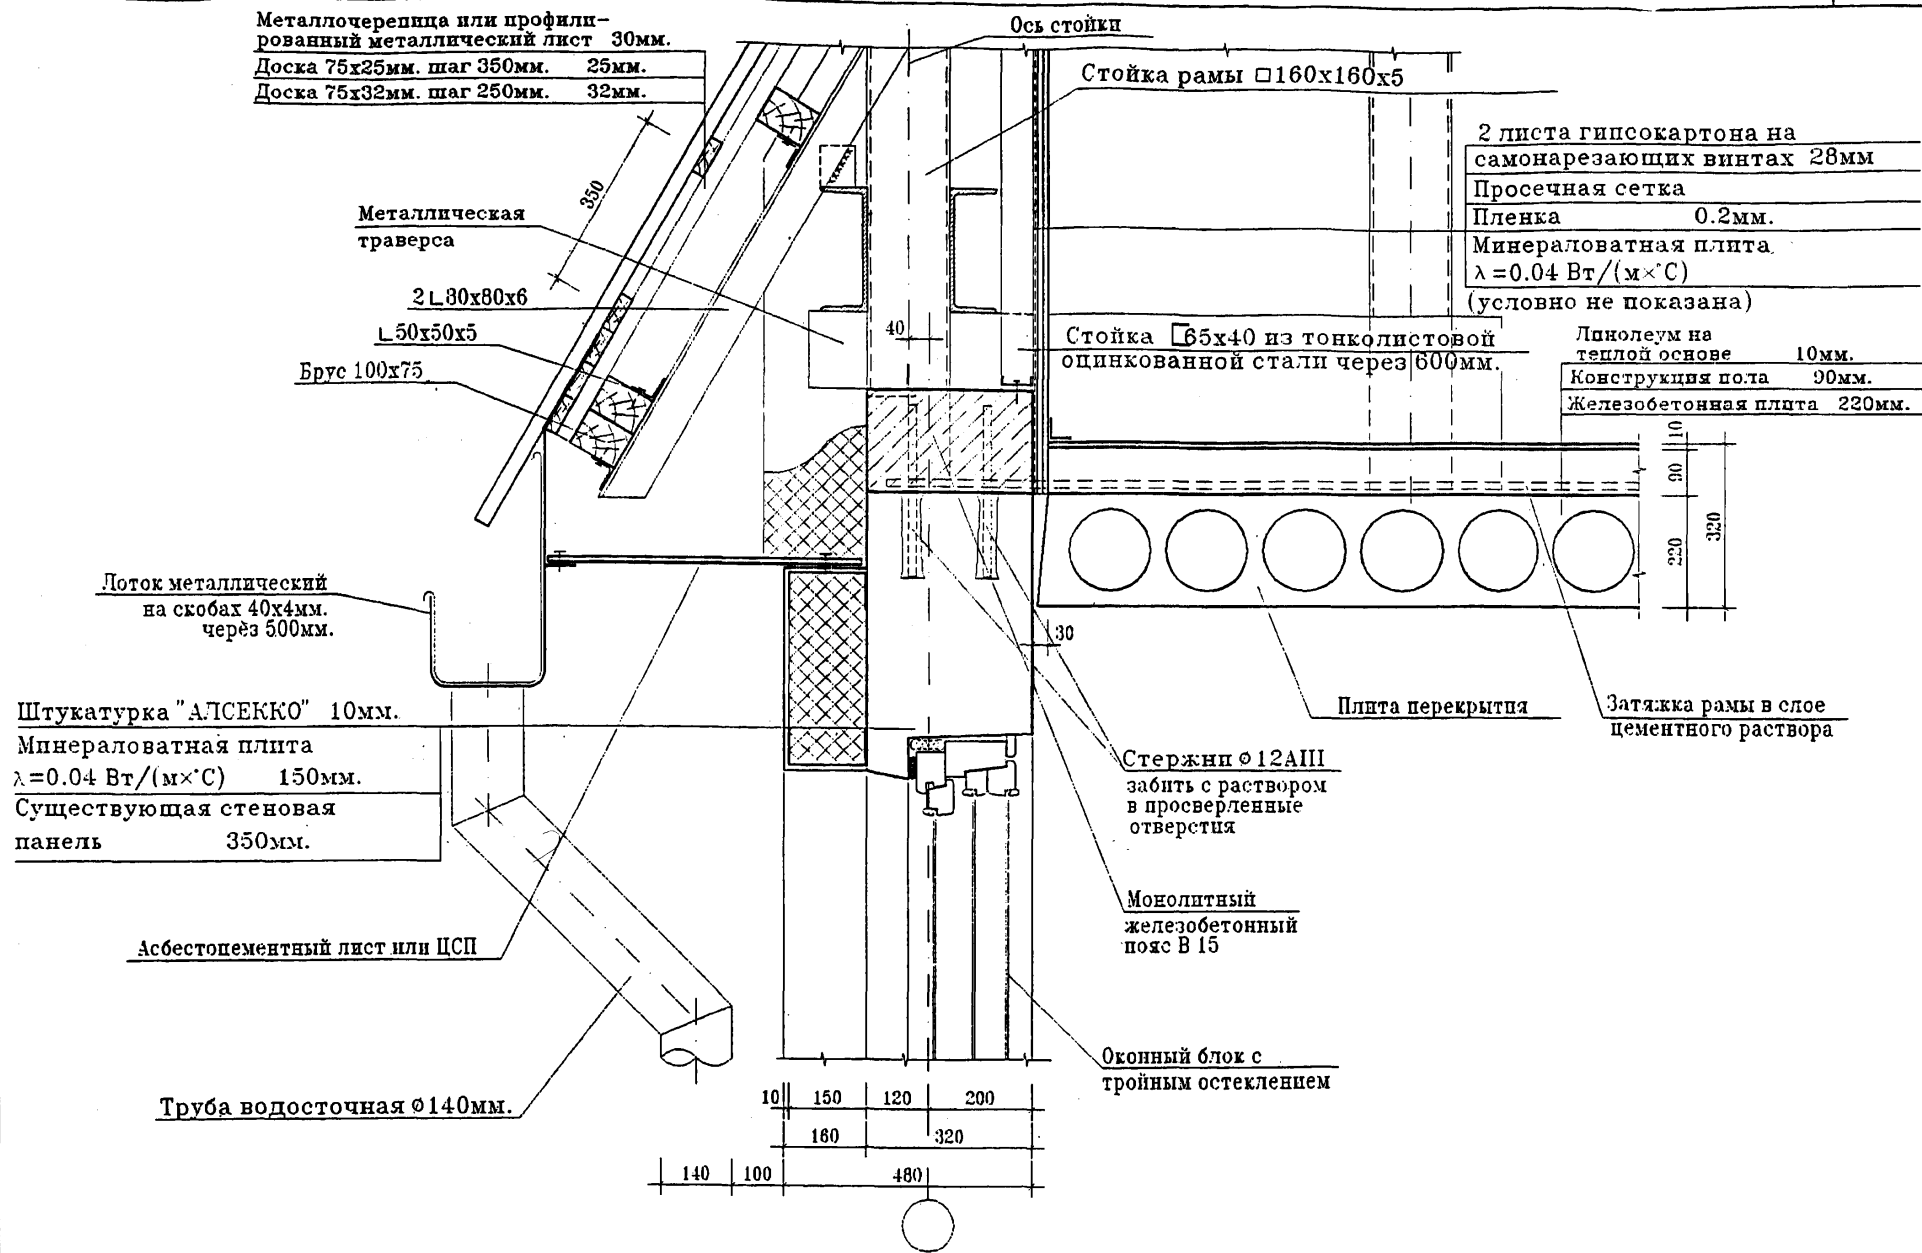 Металлочерепица или профили-
рованный металлический лист 30мм.
Доска 75х25мм. шаг 350мм. 25мм.
Доска 75х32мм. шаг 250мм. 32мм.
Ось стойки
Стойка рамы □160х160х5
2 листа гипсокартона на
самонарезающих винтах 28мм
Просечная сетка
Пленка 0.2мм.
Минераловатная плита
λ=0.04 Вт/(м×°С)
(условно не показана)
350
Металлическая
траверса
2∟80х80х6
∟50х50х5
Брус 100х75
40
Стойка [65х40 из тонколистовой
оцинкованной стали через 600мм.
Линолеум на
теплой основе 10мм.
Конструкция пола 90мм.
Железобетонная плита 220мм.
10
90
220
320
Лоток металлический
на скобах 40х4мм.
через 500мм.
30
Штукатурка "АЛСЕККО" 10мм.
Минераловатная плита
λ=0.04 Вт/(м×°С) 150мм.
Существующая стеновая
панель 350мм.
Плита перекрытия
Затяжка рамы в слое
цементного раствора
Стержни ⌀12АIII
забить с раствором
в просверленные
отверстия
Монолитный
железобетонный
пояс В 15
Асбестоцементный лист или ЦСП
Оконный блок с
тройным остеклением
Труба водосточная ⌀140мм.
10 150 120 200
160 320
140 100 480